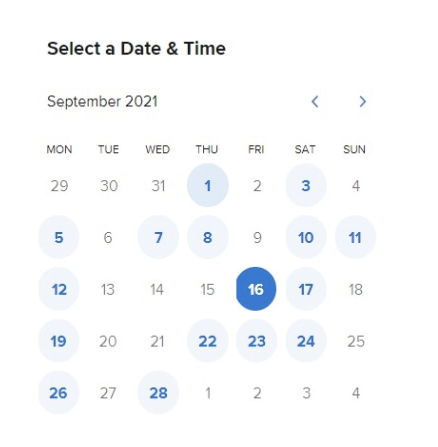 Select a Date & Time
September 2021
MON TUE WED THU FRI SAT SUN
29 30 31 1 2 3 4
5 6 7 8 9 10 11
12 13 14 15 16 17 18
19 20 21 22 23 24 25
26 27 28 1 2 3 4